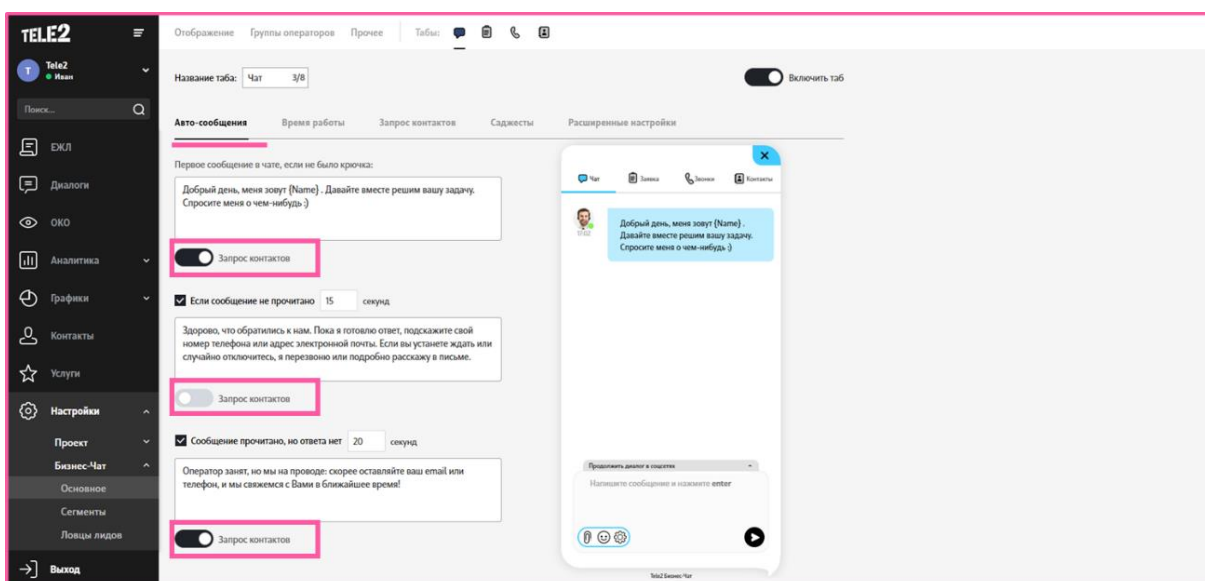 TELE2
Отображение Группы операторов Прочее Табы:
T
Tele2
Иван
Название таба: Чат 3/8
Включить таб
Поиск...
Авто-сообщения Время работы Запрос контактов Саджесты Расширенные настройки
ЕЖЛ
Диалоги
ОКО
Аналитика
Графики
Контакты
Услуги
Настройки
Проект
Бизнес-Чат
Основное
Сегменты
Ловцы лидов
Выход
Первое сообщение в чате, если не было крючка:
Добрый день, меня зовут {Name} . Давайте вместе решим вашу задачу.
Спросите меня о чем-нибудь :)
Запрос контактов
Если сообщение не прочитано 15 секунд
Здорово, что обратились к нам. Пока я готовлю ответ, подскажите свой
номер телефона или адрес электронной почты. Если вы устанете ждать или
случайно отключитесь, я перезвоню или подробно расскажу в письме.
Запрос контактов
Сообщение прочитано, но ответа нет 20 секунд
Оператор занят, но мы на проводе: скорее оставляйте ваш email или
телефон, и мы свяжемся с Вами в ближайшее время!
Запрос контактов
Чат Заявка Звонки Контакты
TELE2
Добрый день, меня зовут {Name} .
Давайте вместе решим вашу задачу.
Спросите меня о чем-нибудь :)
Продолжить диалог в соцсетях
Напишите сообщение и нажмите enter
Tele2 Бизнес-Чат